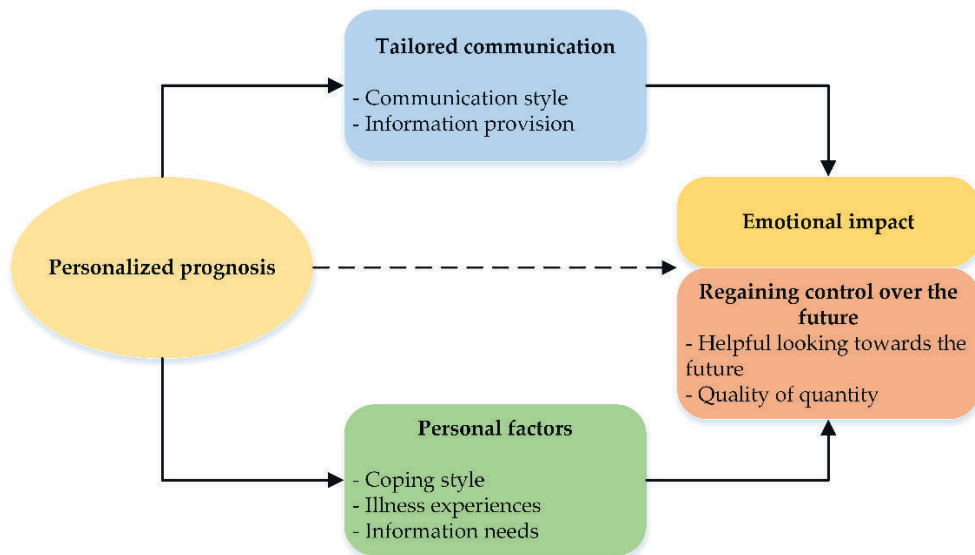 Tailored communication
- Communication style
- Information provision
Personalized prognosis
Emotional impact
Regaining control over the
future
- Helpful looking towards the
future
- Quality of quantity
Personal factors
- Coping style
- Illness experiences
- Information needs